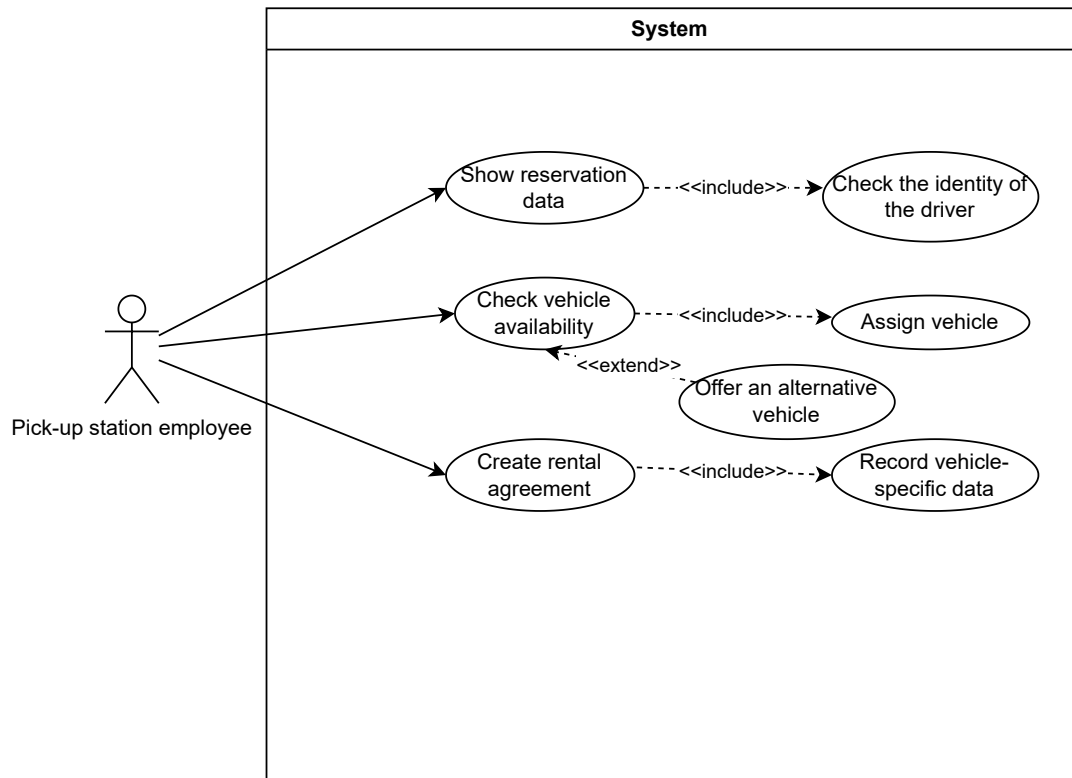 System
Show reservation
data
<<include>>
Check the identity of
the driver
Check vehicle
availability
<<include>>
Assign vehicle
<<extend>>
Offer an alternative
vehicle
Pick-up station employee
Create rental
agreement
<<include>>
Record vehicle-
specific data